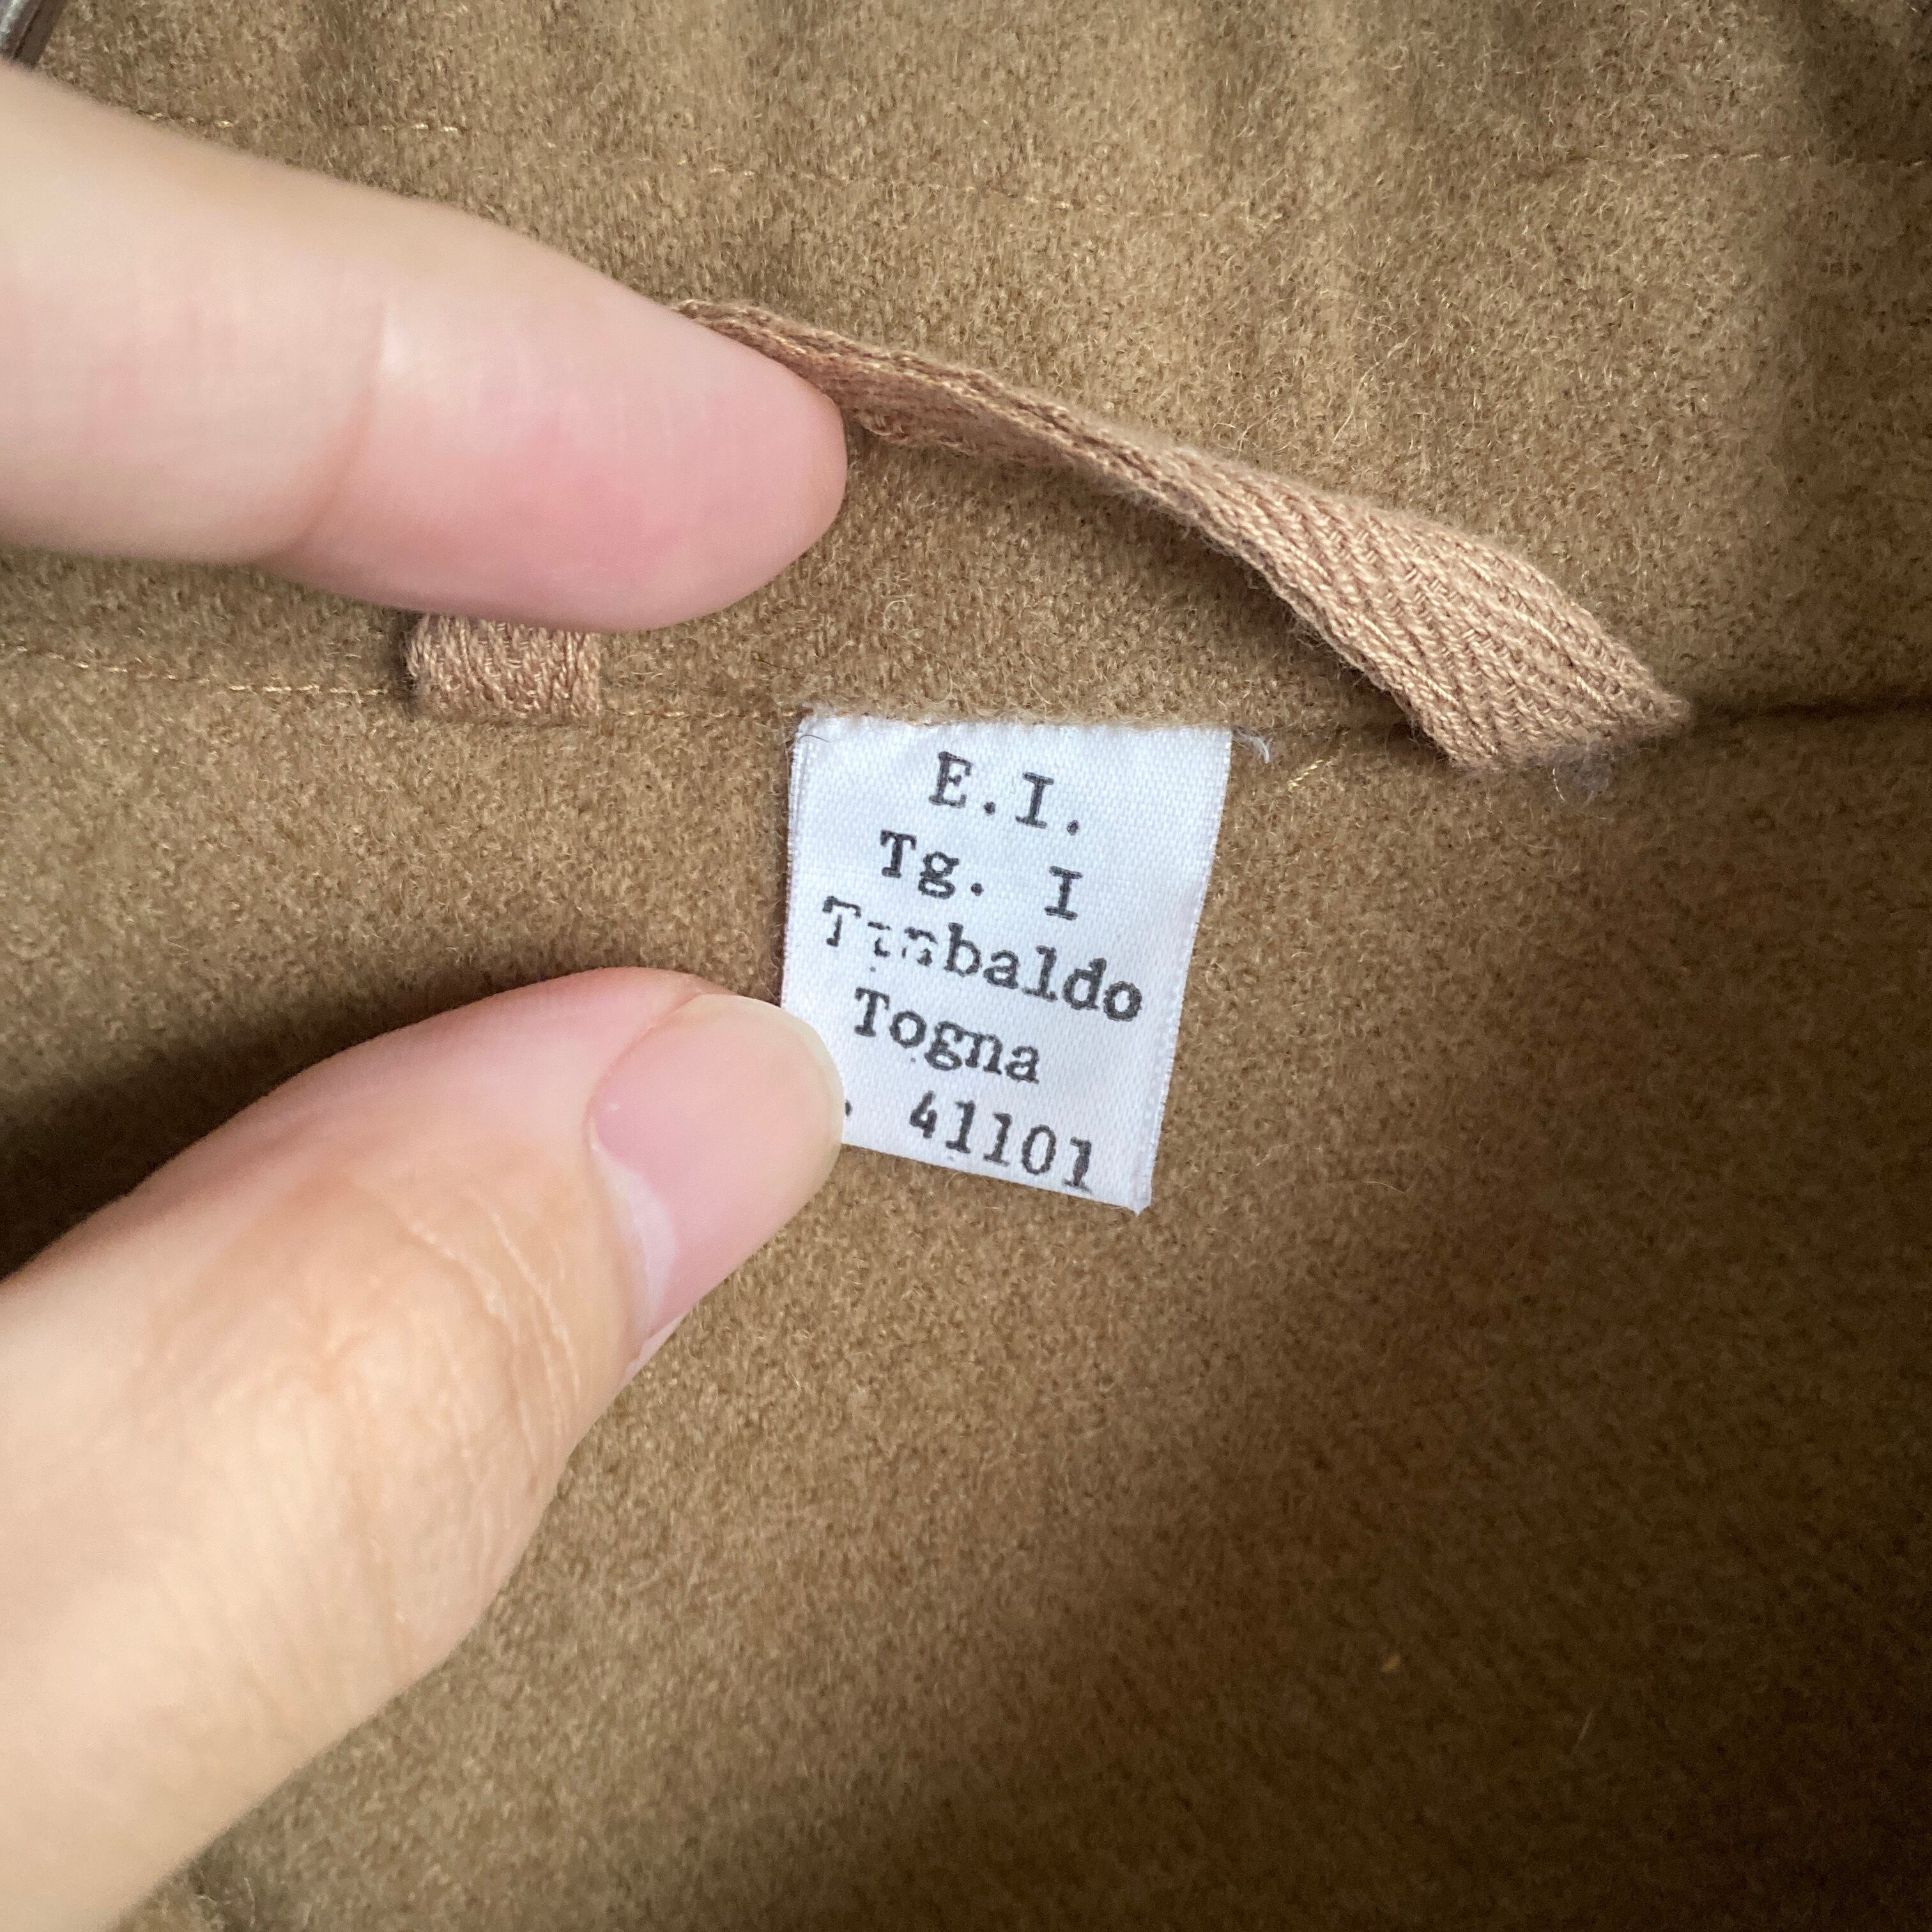 E.I.
Tg. I
Togna
. 41101